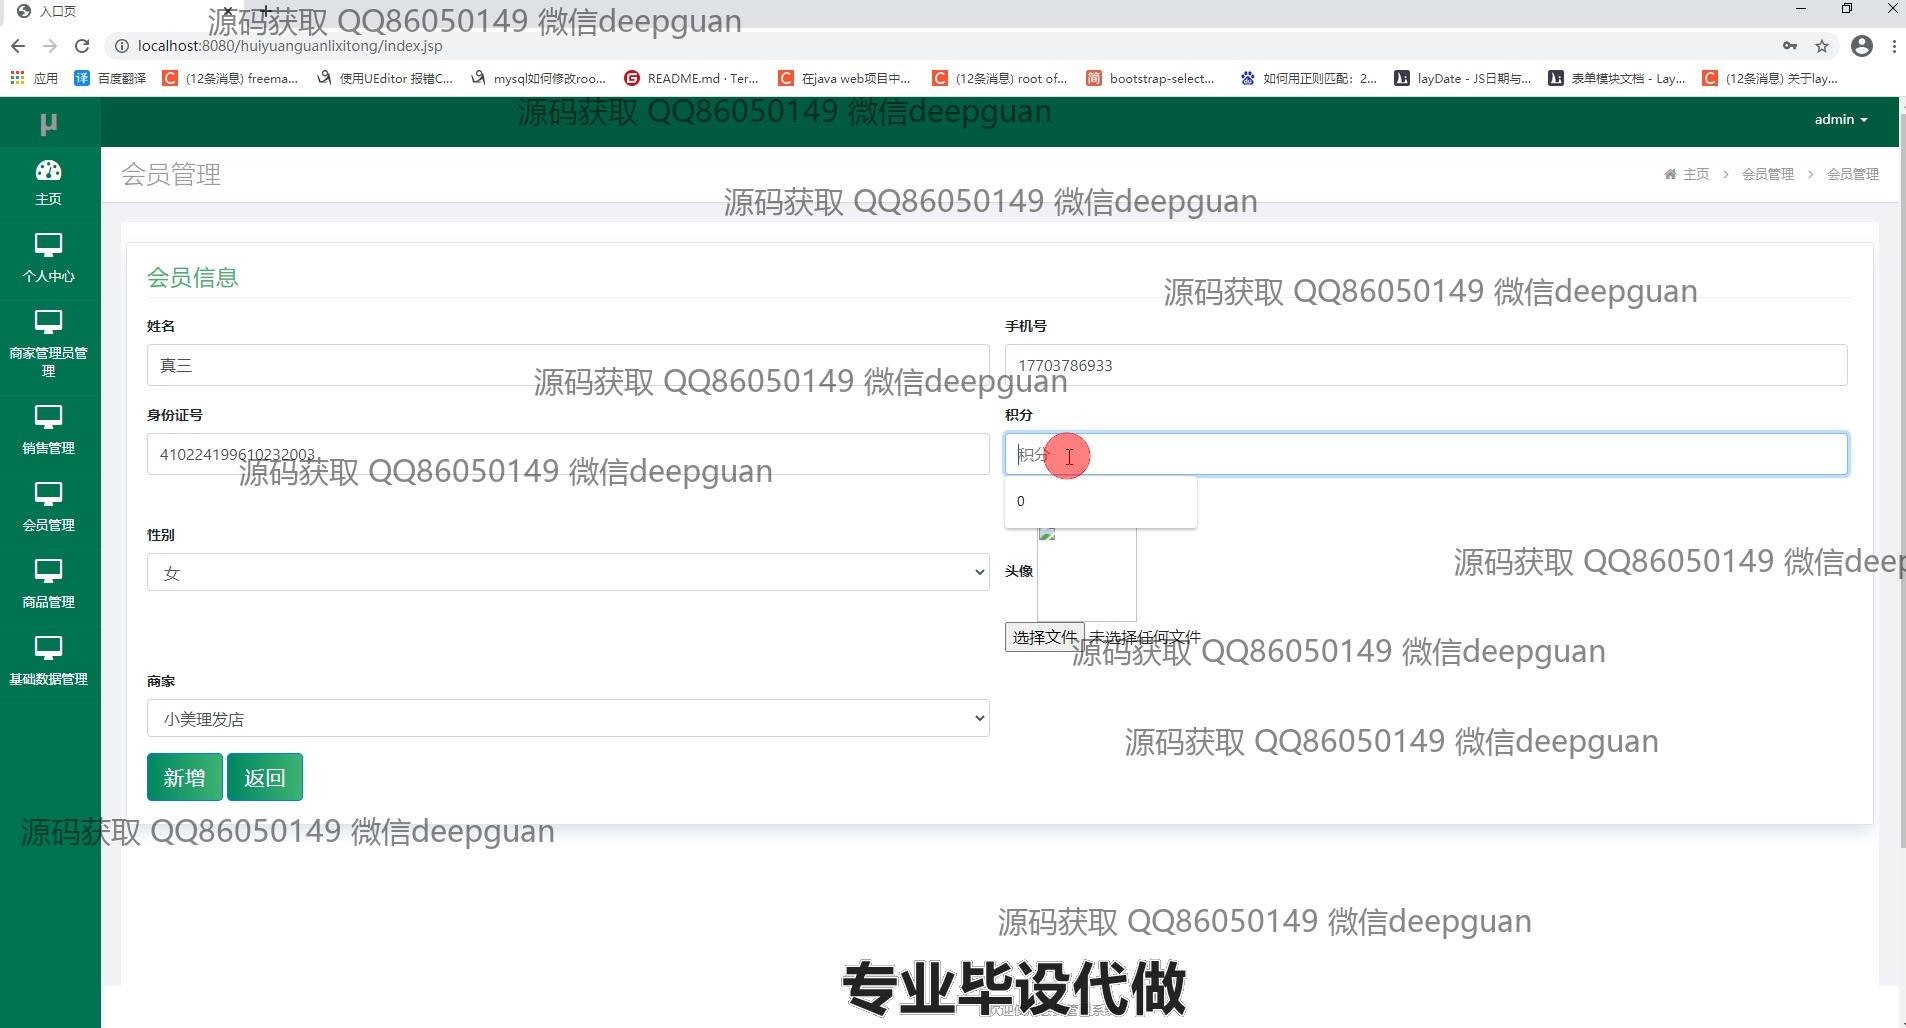 入口页
源码获取 QQ86050149 微信deepguan
localhost:8080/huiyuanguanlixitong/index.jsp
应用 百度翻译 (12条消息) freema... 使用UEditor 报错C... mysql如何修改roo... README.md · Ter... 在java web项目中... (12条消息) root of... bootstrap-select... 如何用正则匹配：2... layDate - JS日期与... 表单模块文档 - Lay... (12条消息) 关于lay...
源码获取 QQ86050149 微信deepguan
μ
admin
主页
会员管理
主页 > 会员管理 > 会员管理
源码获取 QQ86050149 微信deepguan
个人中心
会员信息
源码获取 QQ86050149 微信deepguan
姓名
手机号
商家管理员管
理
真三
17703786933
源码获取 QQ86050149 微信deepguan
身份证号
积分
销售管理
410224199610232003
积分
源码获取 QQ86050149 微信deepguan
0
会员管理
性别
源码获取 QQ86050149 微信deep
女
头像
商品管理
选择文件 未选择任何文件
源码获取 QQ86050149 微信deepguan
基础数据管理
商家
小美理发店
源码获取 QQ86050149 微信deepguan
新增 返回
源码获取 QQ86050149 微信deepguan
源码获取 QQ86050149 微信deepguan
专业毕设代做